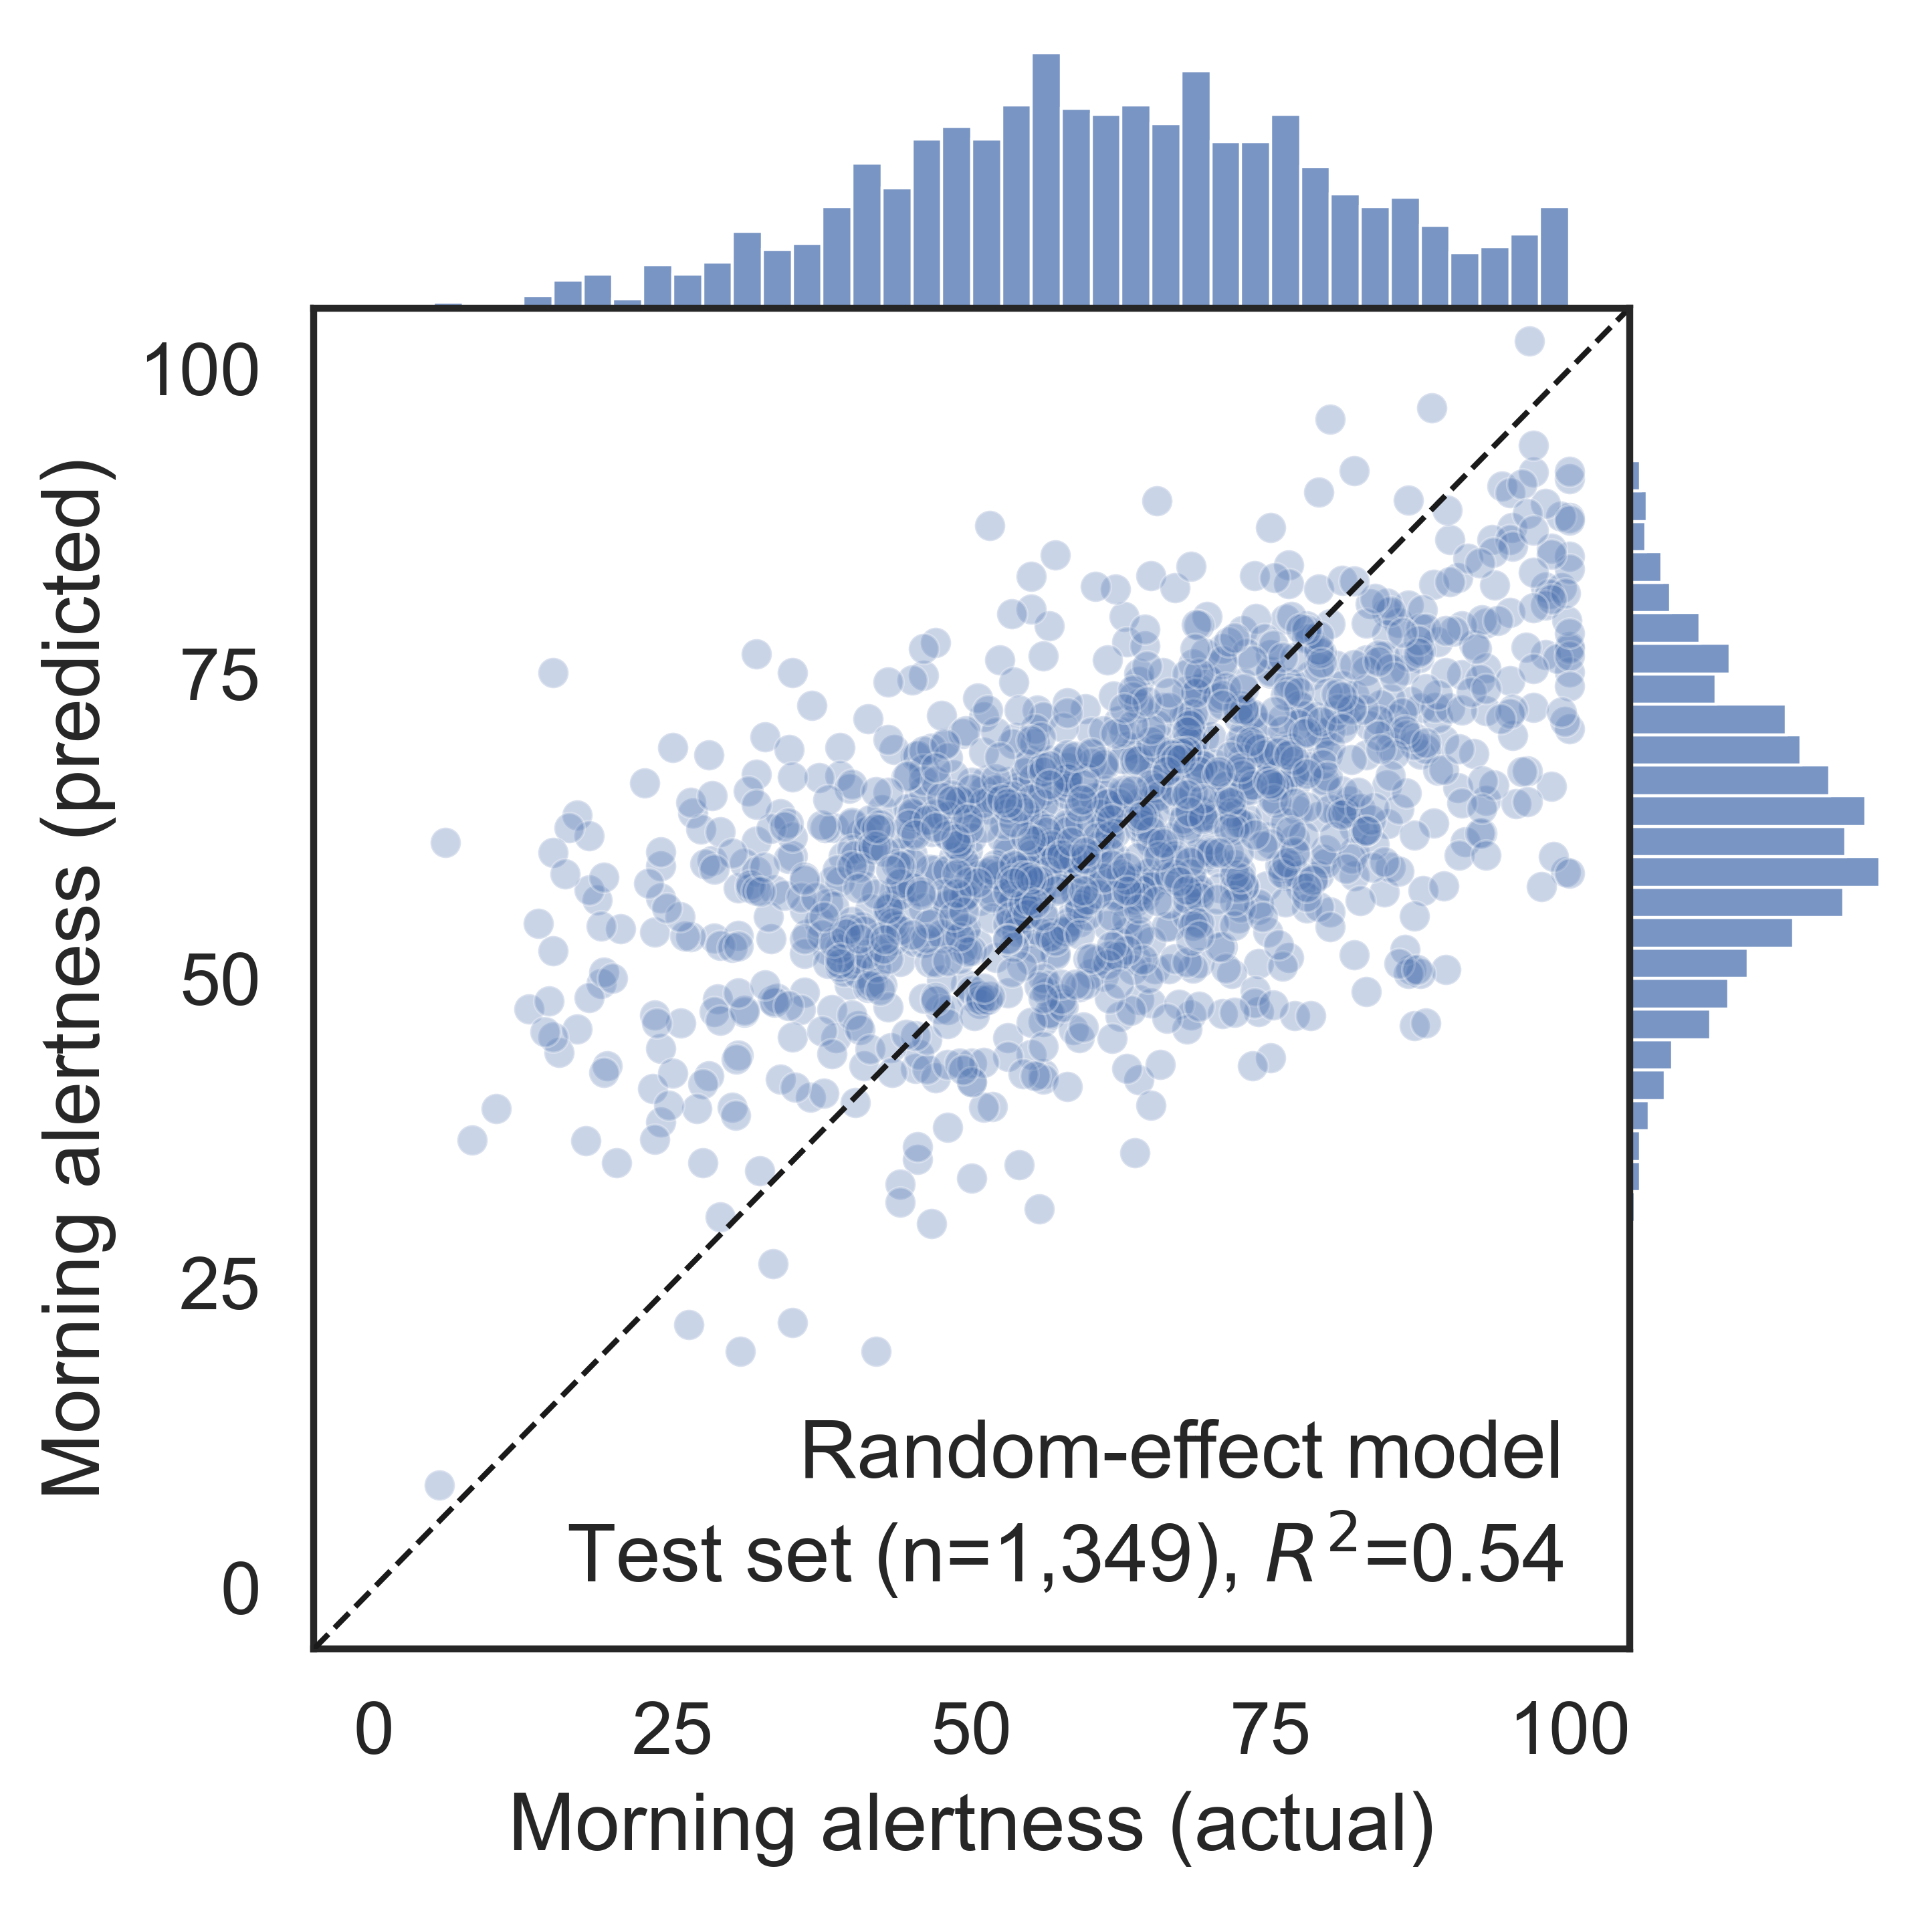 100
75
50
25
0
Morning alertness (predicted)
Random-effect model
Test set (n=1,349), R²=0.54
0 25 50 75 100
Morning alertness (actual)